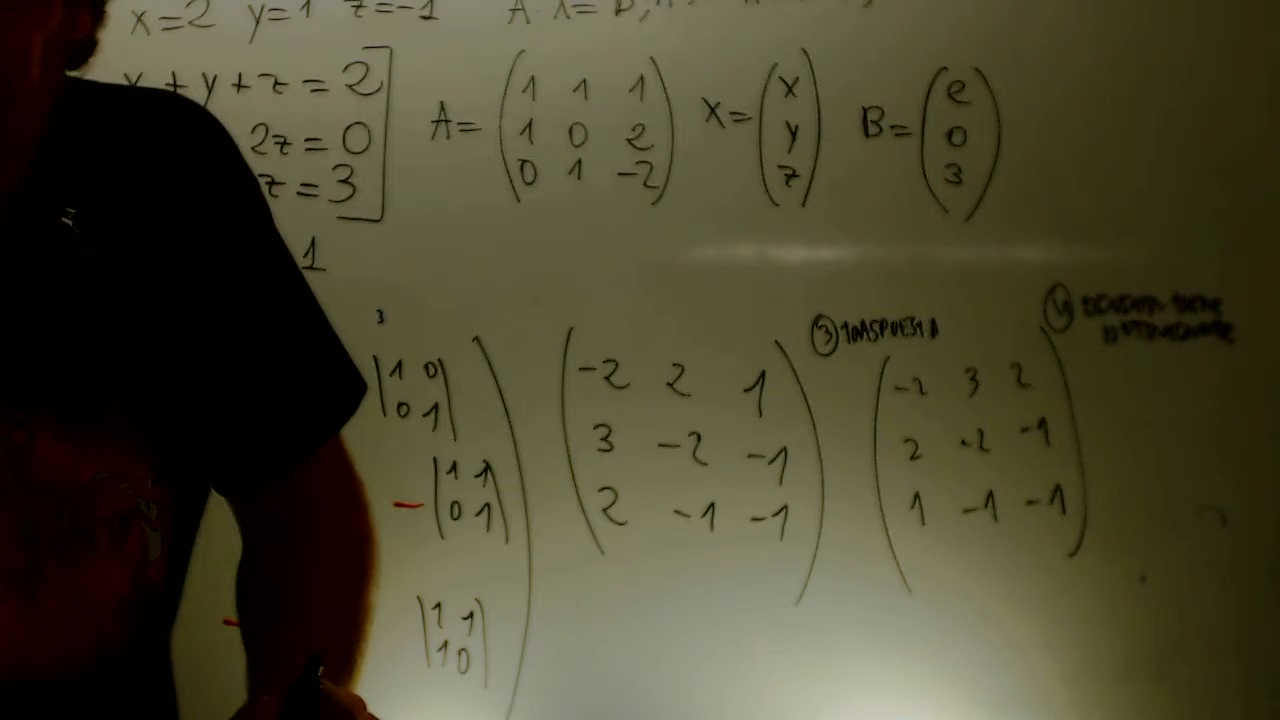 x=2 y=1 z=-1
x + y + z = 2
2z = 0
z = 3
A = ( 1 1 1
1 0 2
0 1 -2 )
X = ( x
y
z )
B = ( 2
0
3 )
1
3
|1 0|
|0 1|
- |1 1|
|0 1|
|1 1|
|1 0|
( -2 2 1
3 -2 -1
2 -1 -1 )
③ TRASPUESTA
( -2 3 2
2 -2 -1
1 -1 -1 )
④